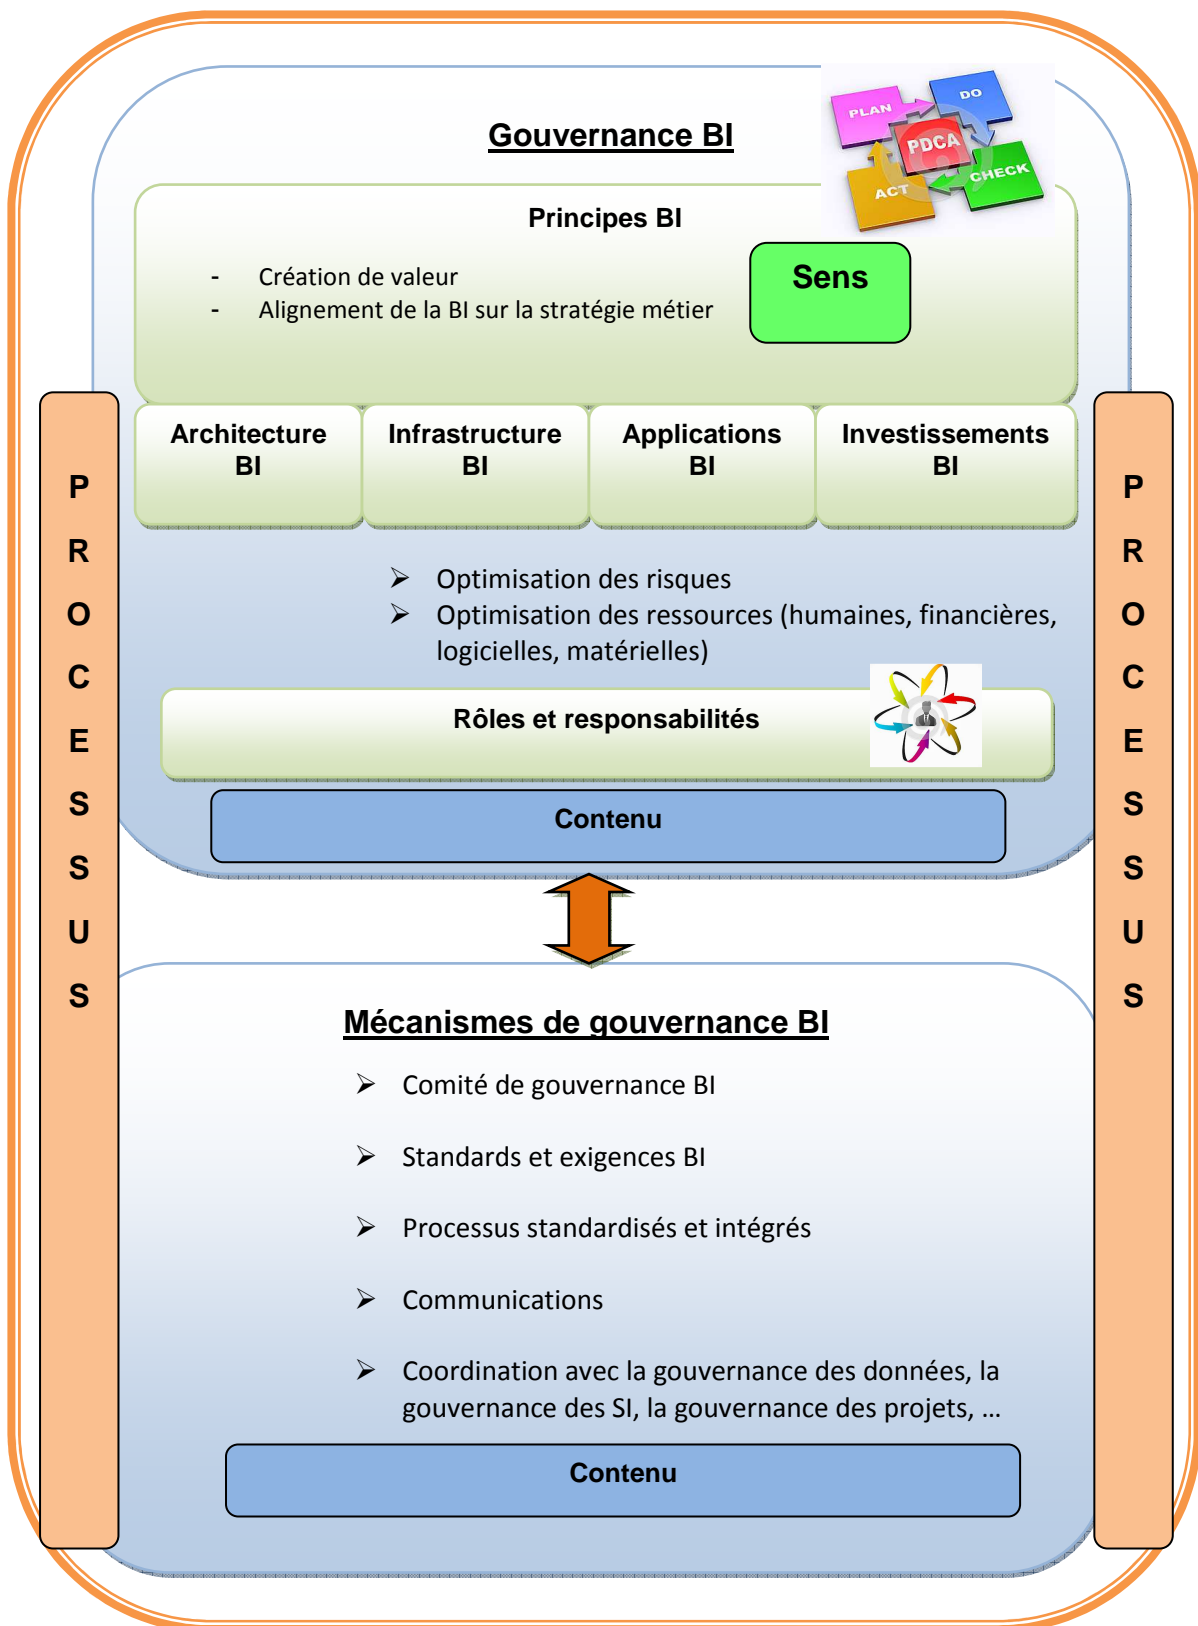 PLAN
DO
PDCA
ACT
CHECK
Gouvernance BI
Principes BI
- Création de valeur
- Alignement de la BI sur la stratégie métier
Sens
Architecture
BI
Infrastructure
BI
Applications
BI
Investissements
BI
➢ Optimisation des risques
➢ Optimisation des ressources (humaines, financières,
logicielles, matérielles)
Rôles et responsabilités
Contenu
P
R
O
C
E
S
S
U
S
P
R
O
C
E
S
S
U
S
Mécanismes de gouvernance BI
➢ Comité de gouvernance BI
➢ Standards et exigences BI
➢ Processus standardisés et intégrés
➢ Communications
➢ Coordination avec la gouvernance des données, la
gouvernance des SI, la gouvernance des projets, …
Contenu